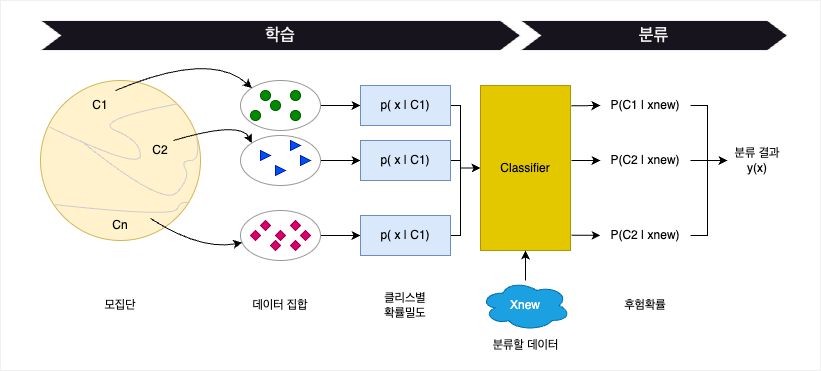 학습
분류
C1
C2
Cn
p( x | C1)
p( x | C1)
p( x | C1)
Classifier
P(C1 | xnew)
P(C2 | xnew)
P(C2 | xnew)
분류 결과
y(x)
Xnew
모집단
데이터 집합
클리스별
확률밀도
분류할 데이터
후험확률